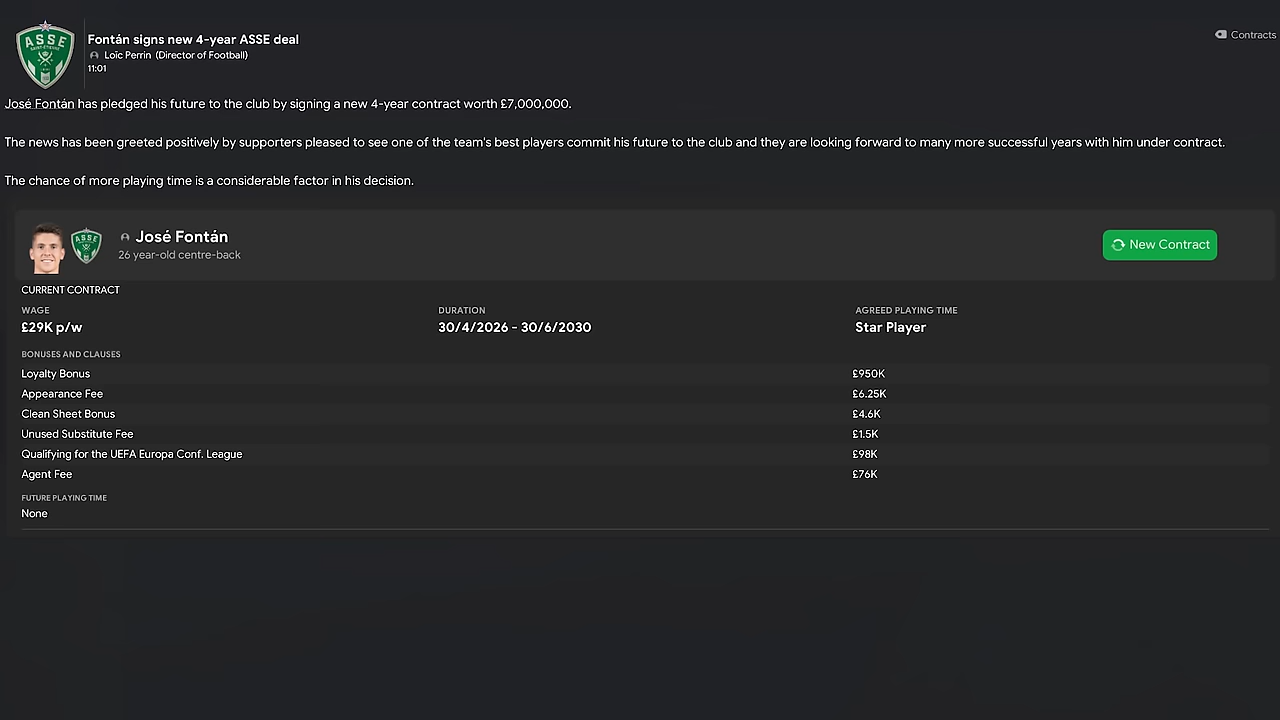 ASSE
SAINT-ETIENNE
Fontán signs new 4-year ASSE deal
Loïc Perrin (Director of Football)
11:01
Contracts
José Fontán has pledged his future to the club by signing a new 4-year contract worth £7,000,000.
The news has been greeted positively by supporters pleased to see one of the team's best players commit his future to the club and they are looking forward to many more successful years with him under contract.
The chance of more playing time is a considerable factor in his decision.
ASSE
José Fontán
26 year-old centre-back
New Contract
CURRENT CONTRACT
WAGE DURATION AGREED PLAYING TIME
£29K p/w 30/4/2026 - 30/6/2030 Star Player
BONUSES AND CLAUSES
Loyalty Bonus £950K
Appearance Fee £6.25K
Clean Sheet Bonus £4.6K
Unused Substitute Fee £1.5K
Qualifying for the UEFA Europa Conf. League £98K
Agent Fee £76K
FUTURE PLAYING TIME
None